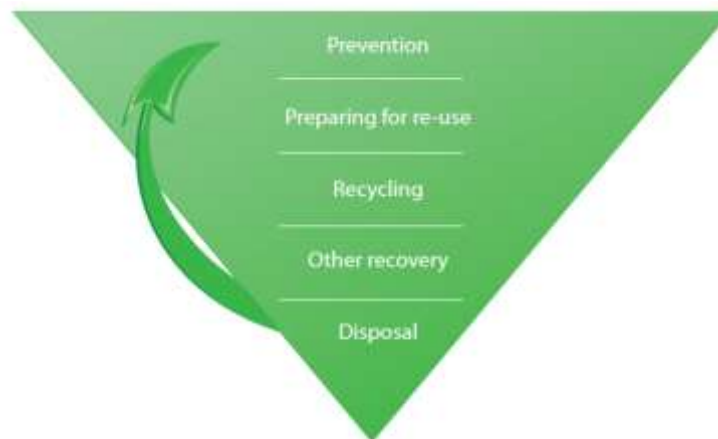 Prevention
Preparing for re-use
Recycling
Other recovery
Disposal